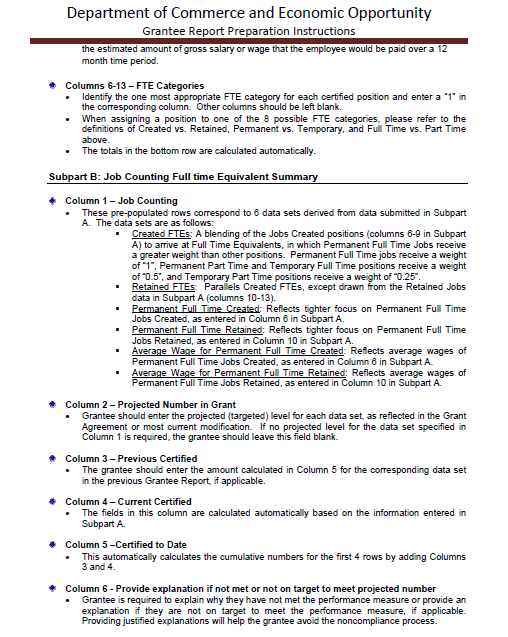 Department of Commerce and Economic Opportunity
Grantee Report Preparation Instructions
the estimated amount of gross salary or wage that the employee would be paid over a 12
month time period.
Columns 6-13 – FTE Categories
• Identify the one most appropriate FTE category for each certified position and enter a "1" in
the corresponding column. Other columns should be left blank.
• When assigning a position to one of the 8 possible FTE categories, please refer to the
definitions of Created vs. Retained, Permanent vs. Temporary, and Full Time vs. Part Time
above.
• The totals in the bottom row are calculated automatically.
Subpart B: Job Counting Full time Equivalent Summary
Column 1 – Job Counting
• These pre-populated rows correspond to 6 data sets derived from data submitted in Subpart
A. The data sets are as follows:
▪ Created FTEs: A blending of the Jobs Created positions (columns 6-9 in Subpart
A) to arrive at Full Time Equivalents, in which Permanent Full Time Jobs receive
a greater weight than other positions. Permanent Full Time jobs receive a weight
of "1", Permanent Part Time and Temporary Full Time positions receive a weight
of "0.5", and Temporary Part Time positions receive a weight of "0.25".
▪ Retained FTEs: Parallels Created FTEs, except drawn from the Retained Jobs
data in Subpart A (columns 10-13).
▪ Permanent Full Time Created: Reflects tighter focus on Permanent Full Time
Jobs Created, as entered in Column 6 in Subpart A.
▪ Permanent Full Time Retained: Reflects tighter focus on Permanent Full Time
Jobs Retained, as entered in Column 10 in Subpart A.
▪ Average Wage for Permanent Full Time Created: Reflects average wages of
Permanent Full Time Jobs Created, as entered in Column 6 in Subpart A.
▪ Average Wage for Permanent Full Time Retained: Reflects average wages of
Permanent Full Time Jobs Retained, as entered in Column 10 in Subpart A.
Column 2 – Projected Number in Grant
• Grantee should enter the projected (targeted) level for each data set, as reflected in the Grant
Agreement or most current modification. If no projected level for the data set specified in
Column 1 is required, the grantee should leave this field blank.
Column 3 – Previous Certified
• The grantee should enter the amount calculated in Column 5 for the corresponding data set
in the previous Grantee Report, if applicable.
Column 4 – Current Certified
• The fields in this column are calculated automatically based on the information entered in
Subpart A.
Column 5 –Certified to Date
• This automatically calculates the cumulative numbers for the first 4 rows by adding Columns
3 and 4.
Column 6 - Provide explanation if not met or not on target to meet projected number
• Grantee is required to explain why they have not met the performance measure or provide an
explanation if they are not on target to meet the performance measure, if applicable.
Providing justified explanations will help the grantee avoid the noncompliance process.